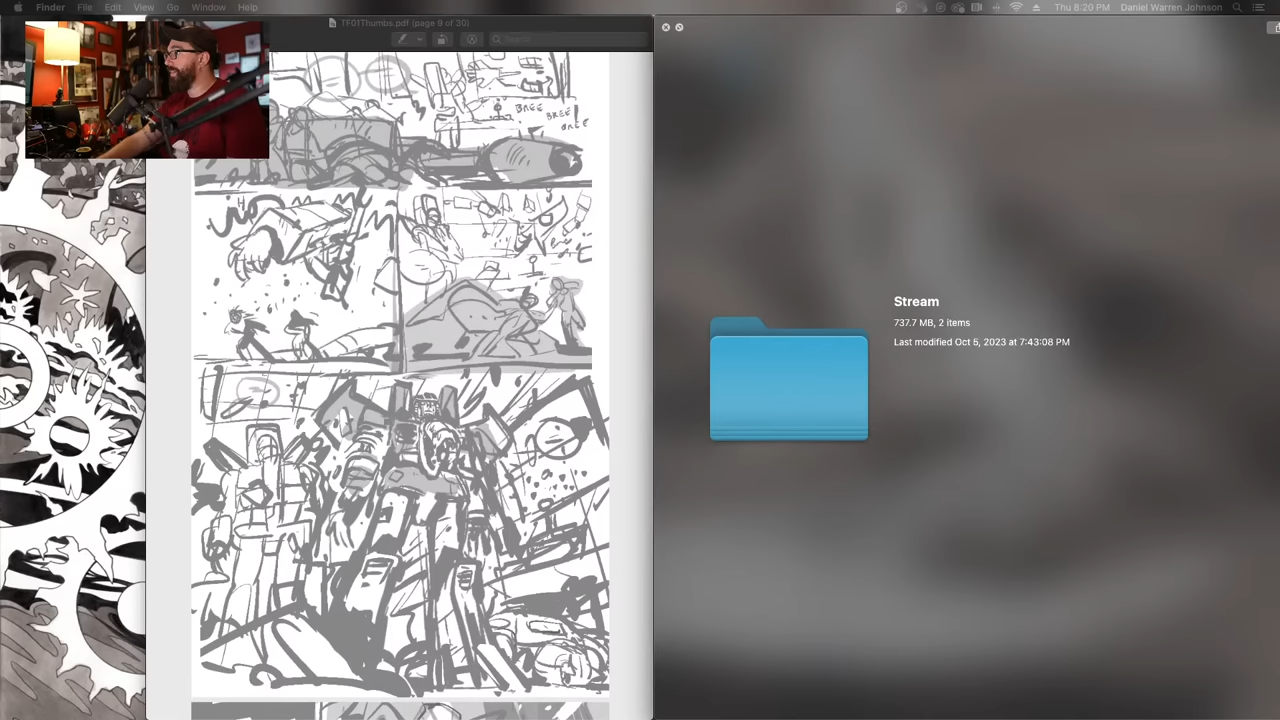 Finder File Edit View Go Window Help
Thu 8:20 PM Daniel Warren Johnson
TF01Thumbs.pdf (page 9 of 30)
Search
BREE
BREE
BREE
Stream
737.7 MB, 2 items
Last modified Oct 5, 2023 at 7:43:08 PM